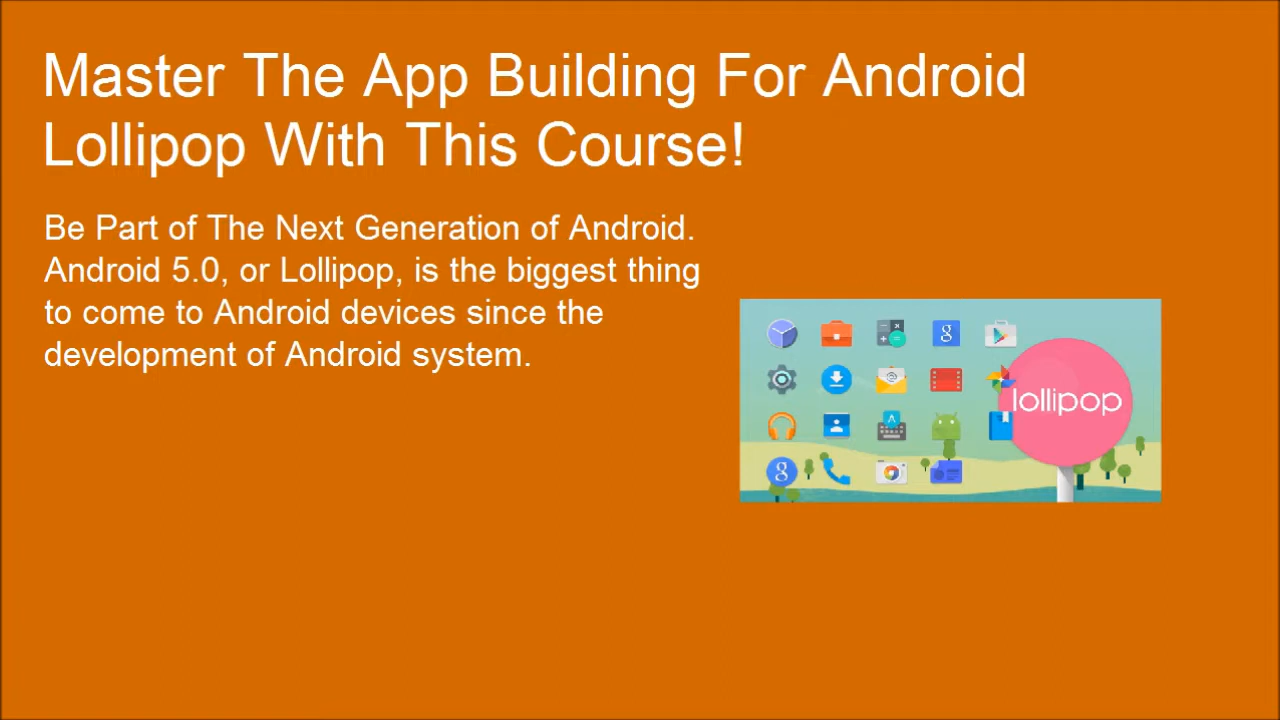 Master The App Building For Android
Lollipop With This Course!
Be Part of The Next Generation of Android.
Android 5.0, or Lollipop, is the biggest thing
to come to Android devices since the
development of Android system.
lollipop